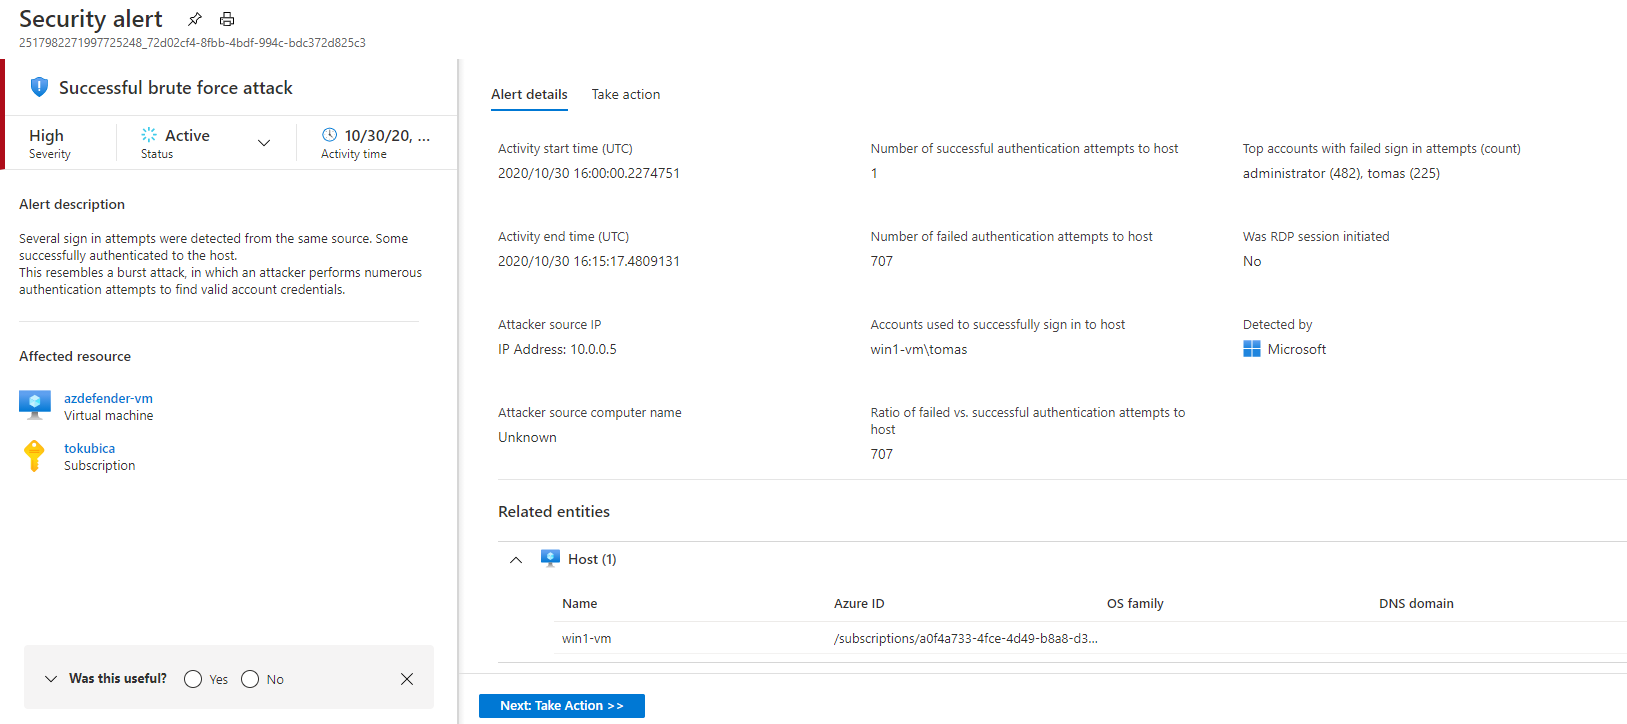 Security alert
2517982271997725248_72d02cf4-8fbb-4bdf-994c-bdc372d825c3
Successful brute force attack
High
Severity
Active
Status
10/30/20, ...
Activity time
Alert description
Several sign in attempts were detected from the same source. Some
successfully authenticated to the host.
This resembles a burst attack, in which an attacker performs numerous
authentication attempts to find valid account credentials.
Affected resource
azdefender-vm
Virtual machine
tokubica
Subscription
Was this useful? Yes No
Alert details Take action
Activity start time (UTC)
2020/10/30 16:00:00.2274751
Number of successful authentication attempts to host
1
Top accounts with failed sign in attempts (count)
administrator (482), tomas (225)
Activity end time (UTC)
2020/10/30 16:15:17.4809131
Number of failed authentication attempts to host
707
Was RDP session initiated
No
Attacker source IP
IP Address: 10.0.0.5
Accounts used to successfully sign in to host
win1-vm\tomas
Detected by
Microsoft
Attacker source computer name
Unknown
Ratio of failed vs. successful authentication attempts to
host
707
Related entities
Host (1)
Name Azure ID OS family DNS domain
win1-vm /subscriptions/a0f4a733-4fce-4d49-b8a8-d3...
Next: Take Action >>